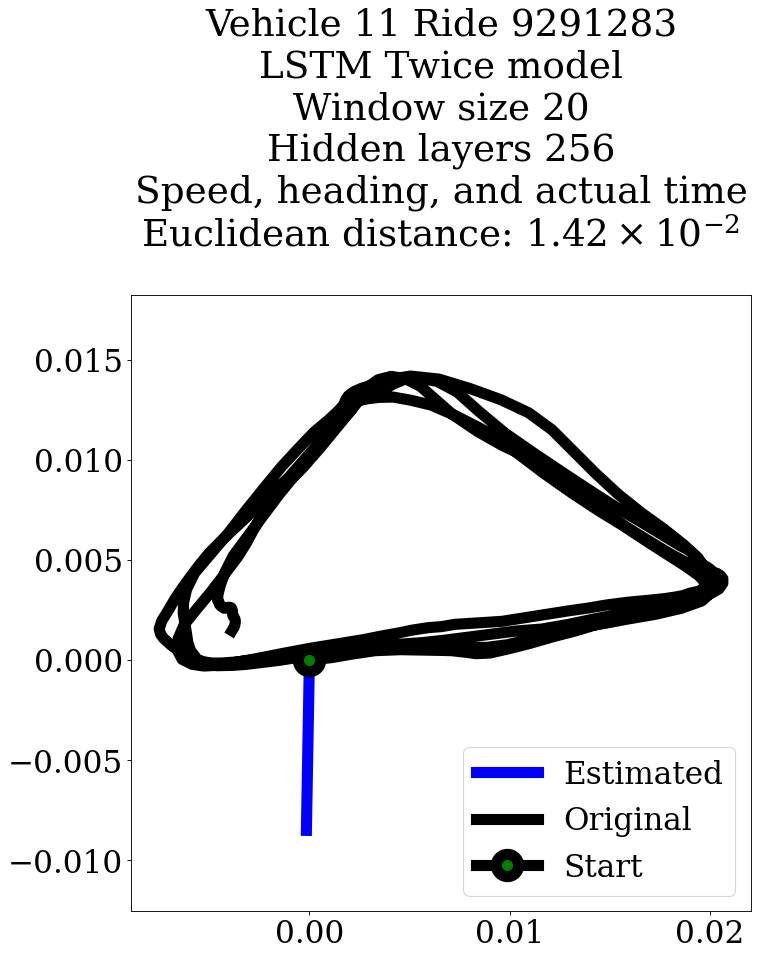 Vehicle 11 Ride 9291283
LSTM Twice model
Window size 20
Hidden layers 256
Speed, heading, and actual time
Euclidean distance: 1.42 × 10⁻²
0.015
0.010
0.005
0.000
−0.005
−0.010
Estimated
Original
Start
0.00 0.01 0.02